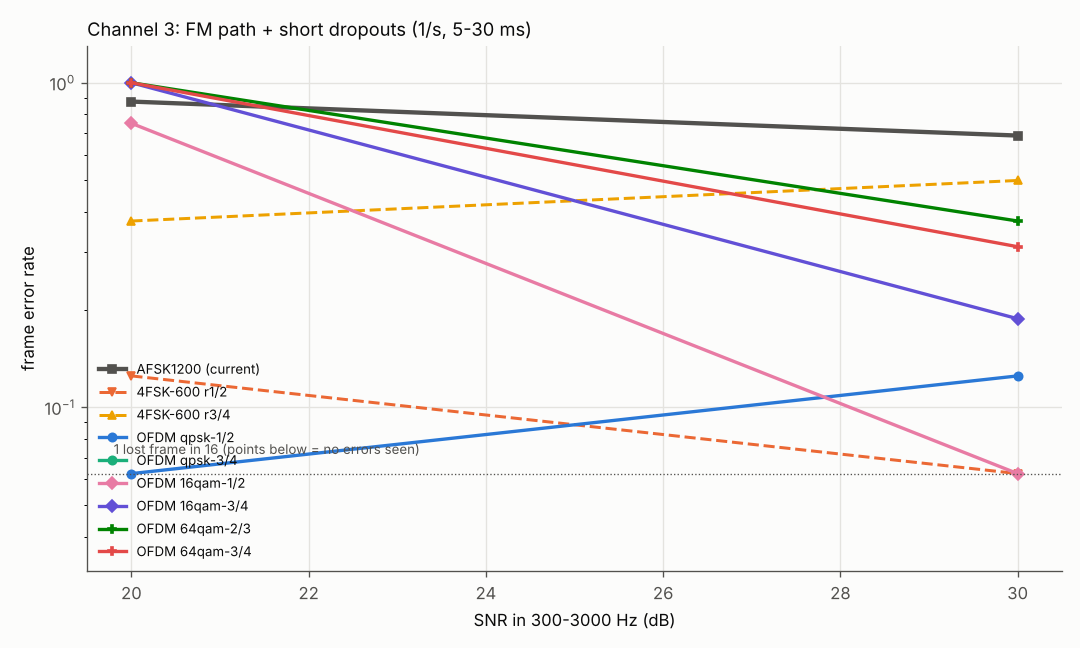 Channel 3: FM path + short dropouts (1/s, 5-30 ms)
10⁰
frame error rate
10⁻¹
AFSK1200 (current)
4FSK-600 r1/2
4FSK-600 r3/4
OFDM qpsk-1/2
1 lost frame in 16 (points below = no errors seen)
OFDM qpsk-3/4
OFDM 16qam-1/2
OFDM 16qam-3/4
OFDM 64qam-2/3
OFDM 64qam-3/4
20 22 24 26 28 30
SNR in 300-3000 Hz (dB)